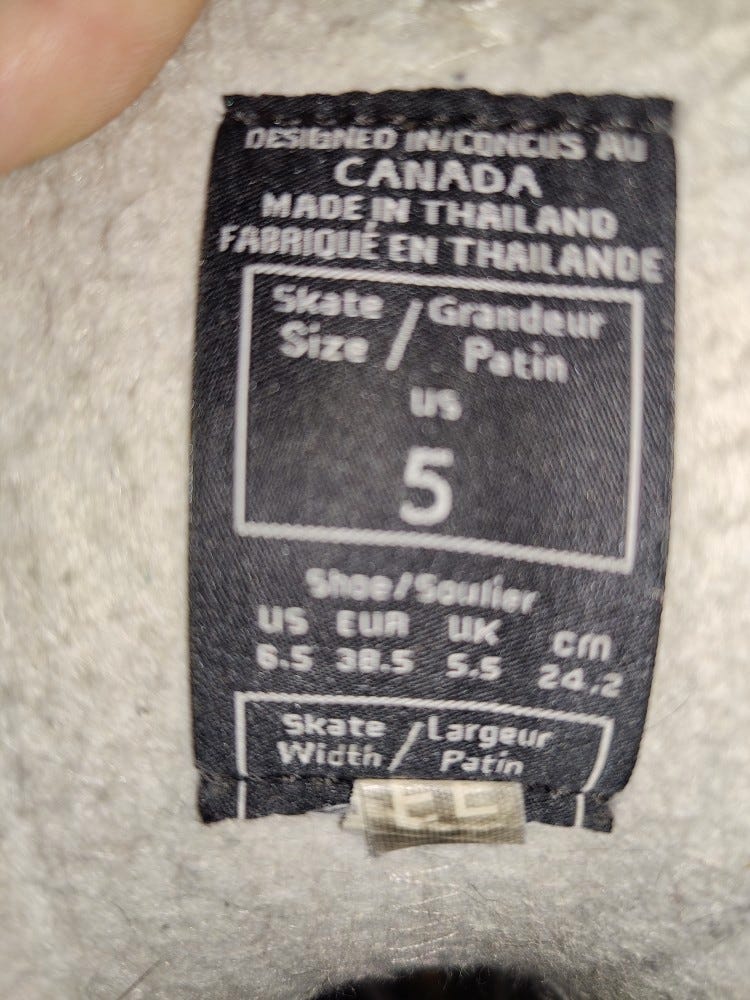 DESIGNED IN/CONCUES AU
CANADA
MADE IN THAILAND
FABRIQUÉ EN THAILANDE
Skate / Grandeur
Size / Patin
US
5
Shoe/Soulier
US EUR UK cm
6.5 38.5 5.5 24.2
Skate / Largeur
Width / Patin